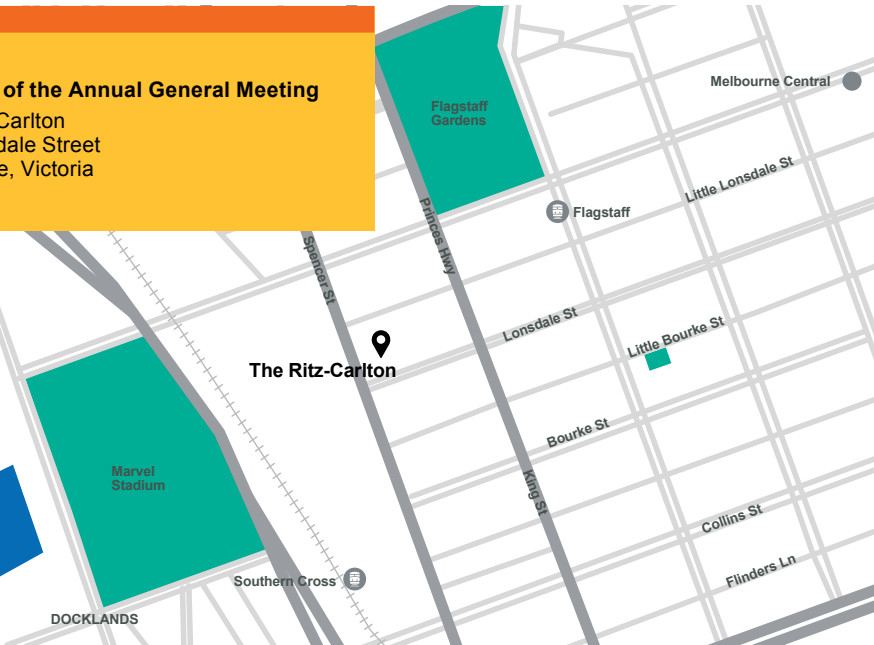 of the Annual General Meeting
Carlton
dale Street
e, Victoria
Melbourne Central
Flagstaff
Gardens
Little Lonsdale St
Flagstaff
Princes Hwy
Spencer St
Lonsdale St
Little Bourke St
The Ritz-Carlton
Bourke St
Marvel
Stadium
King St
Collins St
Flinders Ln
Southern Cross
DOCKLANDS